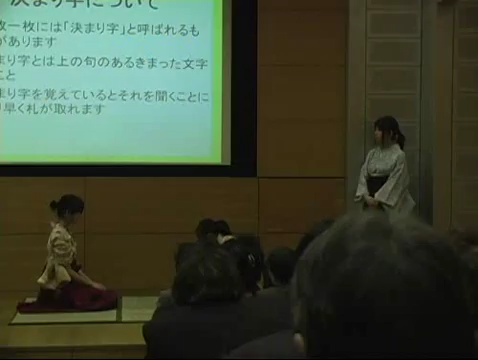 決まり字について
枚一枚には「決まり字」と呼ばれるも
があります
まり字とは上の句のあるきまった文字
こと
まり字を覚えているとそれを聞くことに
り早く札が取れます